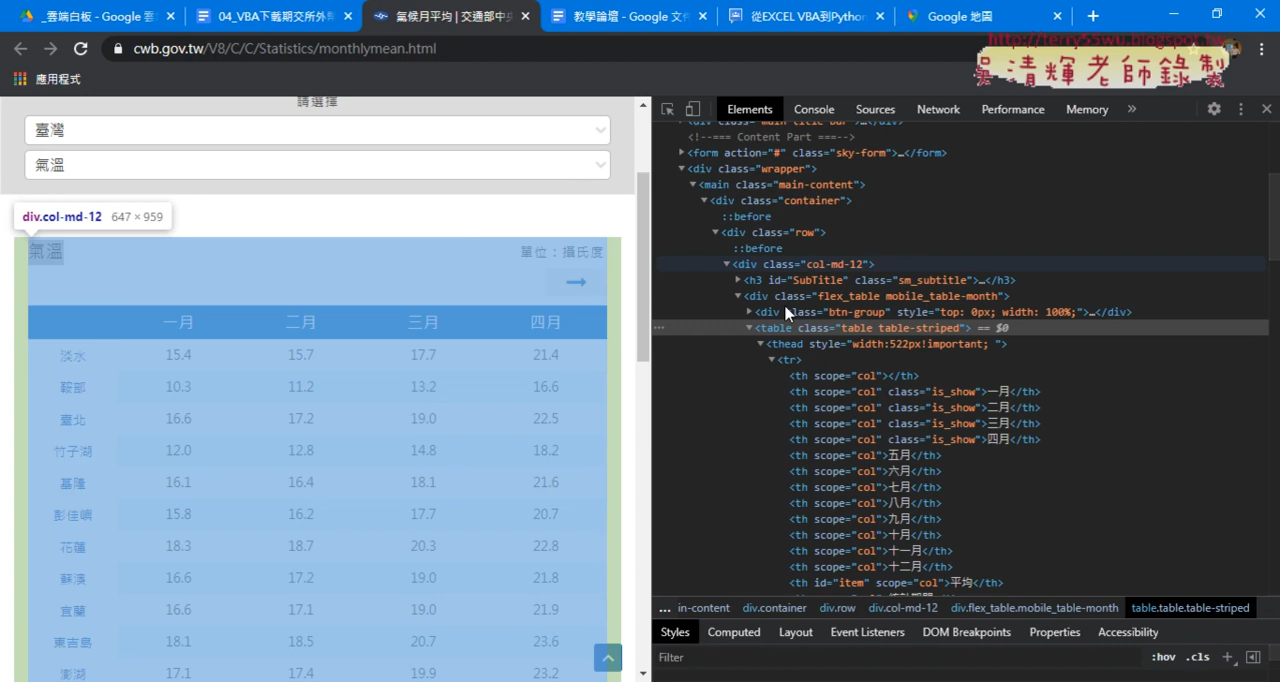 _雲端白板 - Google 雲
04_VBA下載期交所外幣
氣候月平均 | 交通部中央
教學論壇 - Google 文件
從EXCEL VBA到Python
Google 地圖
cwb.gov.tw/V8/C/C/Statistics/monthlymean.html
http://terry55wu.blogspot.tw
吳清輝老師錄製
應用程式
請選擇
臺灣
氣溫
div.col-md-12 647 × 959
氣溫 單位：攝氏度
一月 二月 三月 四月
淡水 15.4 15.7 17.7 21.4
鞍部 10.3 11.2 13.2 16.6
臺北 16.6 17.2 19.0 22.5
竹子湖 12.0 12.8 14.8 18.2
基隆 16.1 16.4 18.1 21.6
彭佳嶼 15.8 16.2 17.7 20.7
花蓮 18.3 18.7 20.3 22.8
蘇澳 16.6 17.2 19.0 21.8
宜蘭 16.6 17.1 19.0 21.9
東吉島 18.1 18.5 20.7 23.6
澎湖 17.1 17.4 19.9 23.2
Elements Console Sources Network Performance Memory »
<!--=== Content Part ===-->
<form action="#" class="sky-form">…</form>
<div class="wrapper">
<main class="main-content">
<div class="container">
::before
<div class="row">
::before
<div class="col-md-12">
<h3 id="SubTitle" class="sm_subtitle">…</h3>
<div class="flex_table mobile_table-month">
<div class="btn-group" style="top: 0px; width: 100%;">…</div>
<table class="table table-striped"> == $0
<thead style="width:522px!important; ">
<tr>
<th scope="col"></th>
<th scope="col" class="is_show">一月</th>
<th scope="col" class="is_show">二月</th>
<th scope="col" class="is_show">三月</th>
<th scope="col" class="is_show">四月</th>
<th scope="col">五月</th>
<th scope="col">六月</th>
<th scope="col">七月</th>
<th scope="col">八月</th>
<th scope="col">九月</th>
<th scope="col">十月</th>
<th scope="col">十一月</th>
<th scope="col">十二月</th>
<th id="item" scope="col">平均</th>
... in-content div.container div.row div.col-md-12 div.flex_table.mobile_table-month table.table.table-striped
Styles Computed Layout Event Listeners DOM Breakpoints Properties Accessibility
Filter :hov .cls +